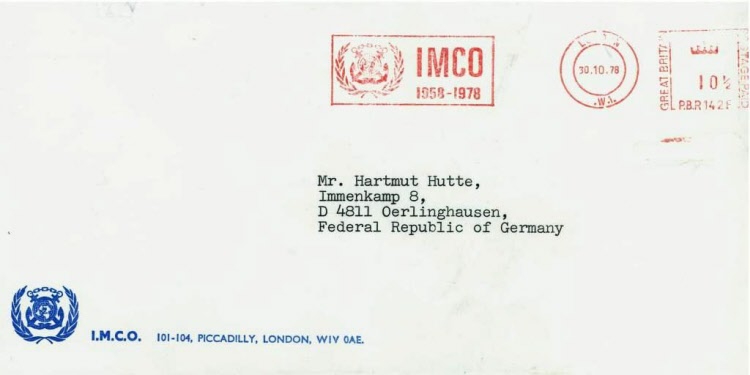 IMCO
1958-1978
30.10.78
.W.I.
GREAT BRITAIN
10½
P.B.R 142
Mr. Hartmut Hutte,
Immenkamp 8,
D 4811 Oerlinghausen,
Federal Republic of Germany
I.M.C.O. 101-104, PICCADILLY, LONDON, W1V 0AE.